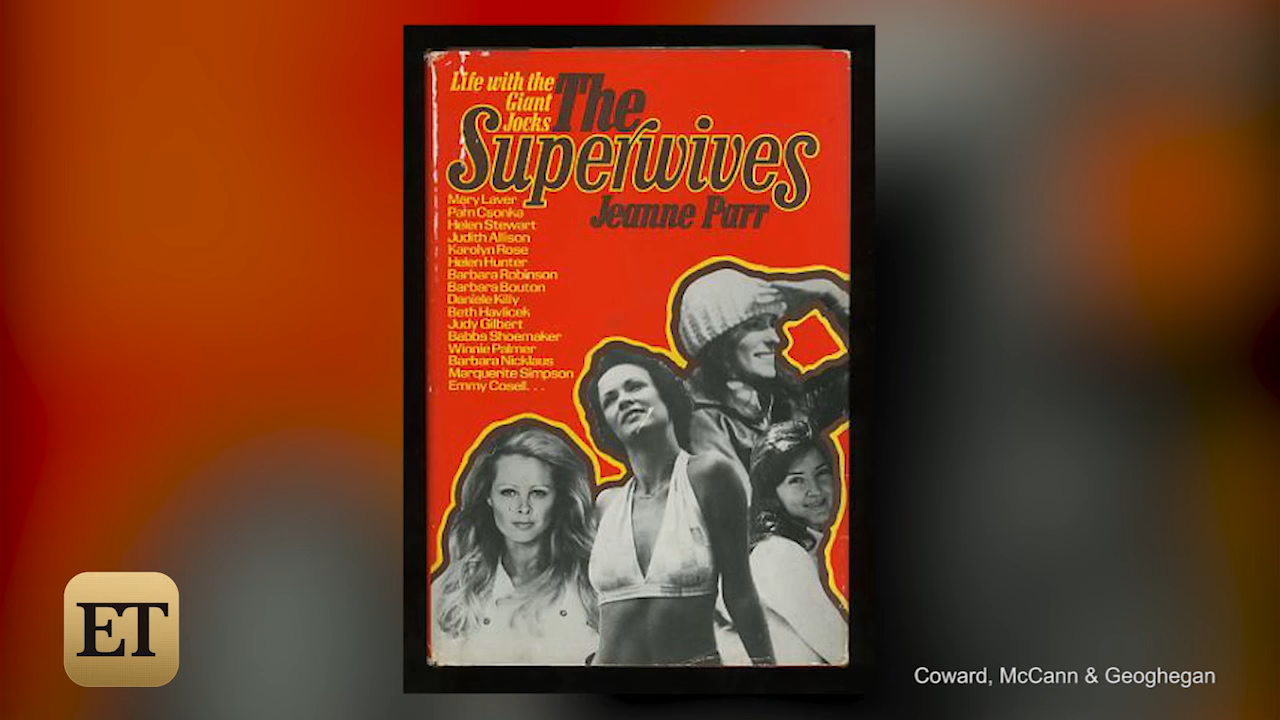 Life with the
Giant
Jocks
The
Superwives
Jeanne Parr
Mary Laver
Pam Csonka
Helen Stewart
Judith Allison
Karolyn Rose
Helen Hunter
Barbara Robinson
Barbara Bouton
Daniele Killy
Beth Havlicek
Judy Gilbert
Babbs Shoemaker
Winnie Palmer
Barbara Nicklaus
Marquerite Simpson
Emmy Cosell...
ET
Coward, McCann & Geoghegan